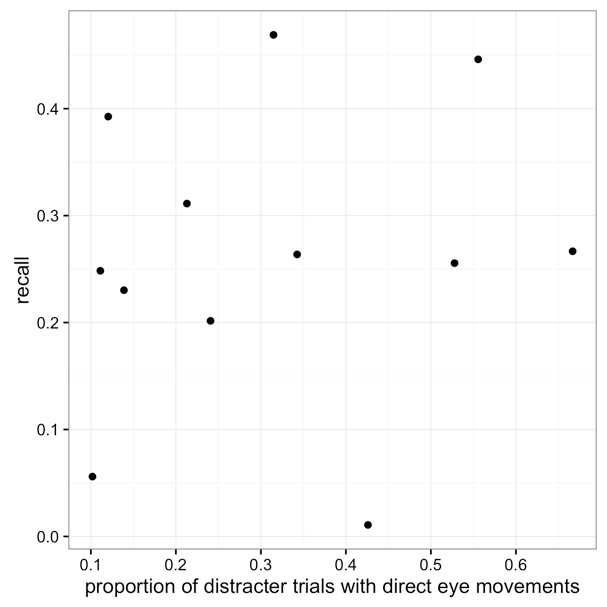 recall
0.4
0.3
0.2
0.1
0.0
0.1 0.2 0.3 0.4 0.5 0.6
proportion of distracter trials with direct eye movements